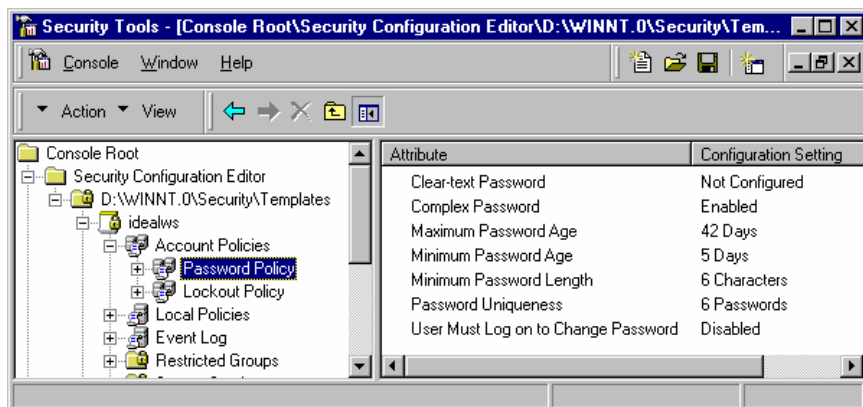 Security Tools - [Console Root\Security Configuration Editor\D:\WINNT.0\Security\Tem...
Console Window Help
Action View
Console Root
Security Configuration Editor
D:\WINNT.0\Security\Templates
idealws
Account Policies
Password Policy
Lockout Policy
Local Policies
Event Log
Restricted Groups
Attribute Configuration Setting
Clear-text Password Not Configured
Complex Password Enabled
Maximum Password Age 42 Days
Minimum Password Age 5 Days
Minimum Password Length 6 Characters
Password Uniqueness 6 Passwords
User Must Log on to Change Password Disabled